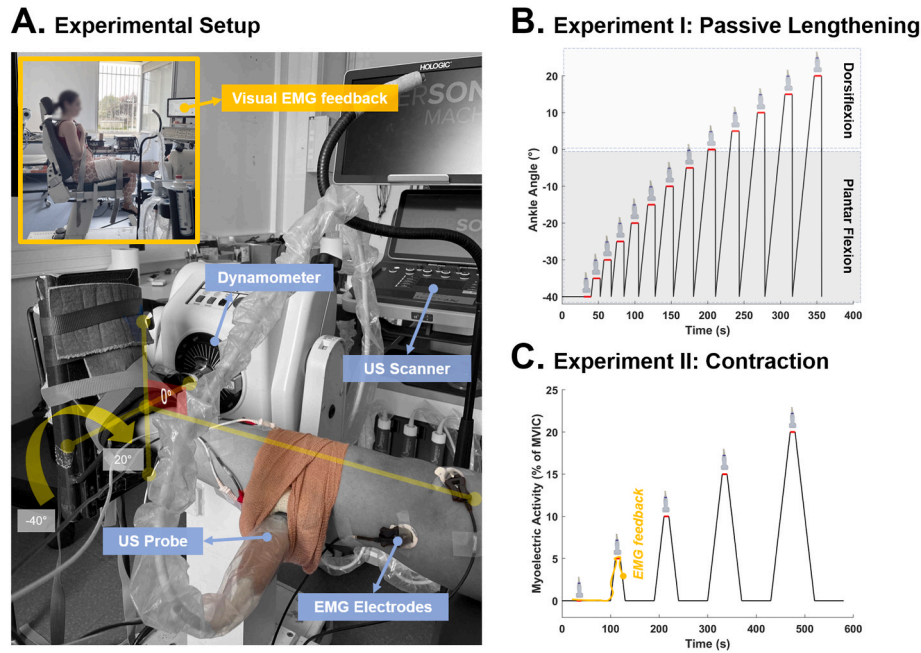 A. Experimental Setup
Visual EMG feedback
HOLOGIC
ERSON
MACH
SONI
Dynamometer
US Scanner
0°
20°
-40°
US Probe
EMG Electrodes
B. Experiment I: Passive Lengthening
Ankle Angle (°)
20
10
0
-10
-20
-30
-40
0 50 100 150 200 250 300 350 400
Time (s)
Dorsiflexion
Plantar Flexion
C. Experiment II: Contraction
Myoelectric Activity (% of MVIC)
25
20
15
10
5
0
EMG feedback
0 100 200 300 400 500 600
Time (s)